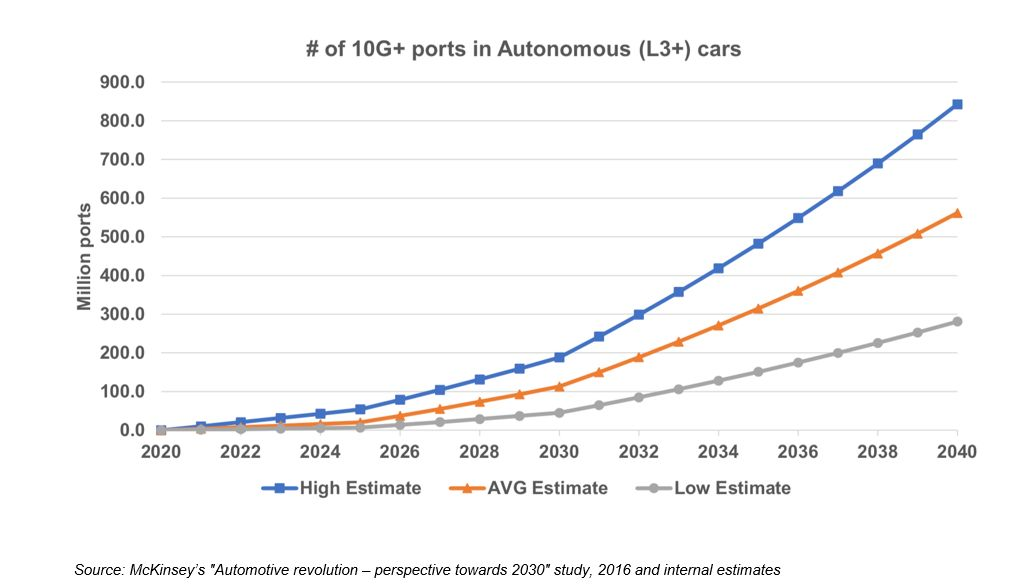 # of 10G+ ports in Autonomous (L3+) cars
900.0
800.0
700.0
600.0
500.0
400.0
300.0
200.0
100.0
0.0
Million ports
2020 2022 2024 2026 2028 2030 2032 2034 2036 2038 2040
High Estimate AVG Estimate Low Estimate
Source: McKinsey’s "Automotive revolution – perspective towards 2030" study, 2016 and internal estimates